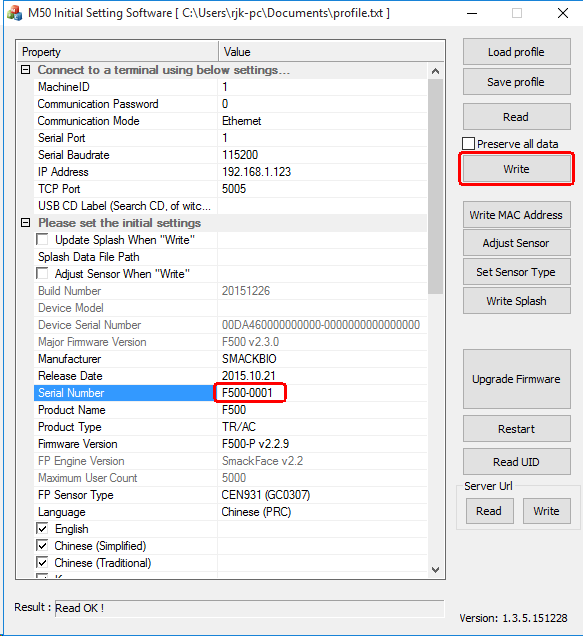 M50 Initial Setting Software [ C:\Users\rjk-pc\Documents\profile.txt ]
Property Value
Connect to a terminal using below settings...
MachineID 1
Communication Password 0
Communication Mode Ethernet
Serial Port 1
Serial Baudrate 115200
IP Address 192.168.1.123
TCP Port 5005
USB CD Label (Search CD, of witc...
Please set the initial settings
Update Splash When "Write"
Splash Data File Path
Adjust Sensor When "Write"
Build Number 20151226
Device Model
Device Serial Number 00DA460000000000-0000000000000000
Major Firmware Version F500 v2.3.0
Manufacturer SMACKBIO
Release Date 2015.10.21
Serial Number F500-0001
Product Name F500
Product Type TR/AC
Firmware Version F500-P v2.2.9
FP Engine Version SmackFace v2.2
Maximum User Count 5000
FP Sensor Type CEN931 (GC0307)
Language Chinese (PRC)
English
Chinese (Simplified)
Chinese (Traditional)
Load profile
Save profile
Read
Preserve all data
Write
Write MAC Address
Adjust Sensor
Set Sensor Type
Write Splash
Upgrade Firmware
Restart
Read UID
Server Url
Read Write
Result : Read OK !
Version: 1.3.5.151228